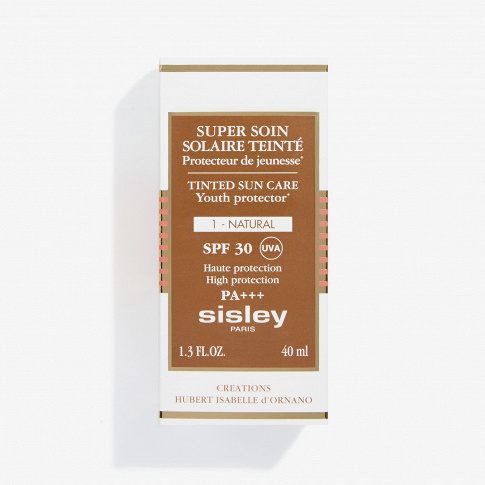 SUPER SOIN
SOLAIRE TEINTÉ
Protecteur de jeunesse*
TINTED SUN CARE
Youth protector*
1 - NATURAL
SPF 30 UVA
Haute protection
High protection
PA+++
sisley
PARIS
1.3 FL.OZ. 40 ml
CREATIONS
HUBERT ISABELLE d'ORNANO